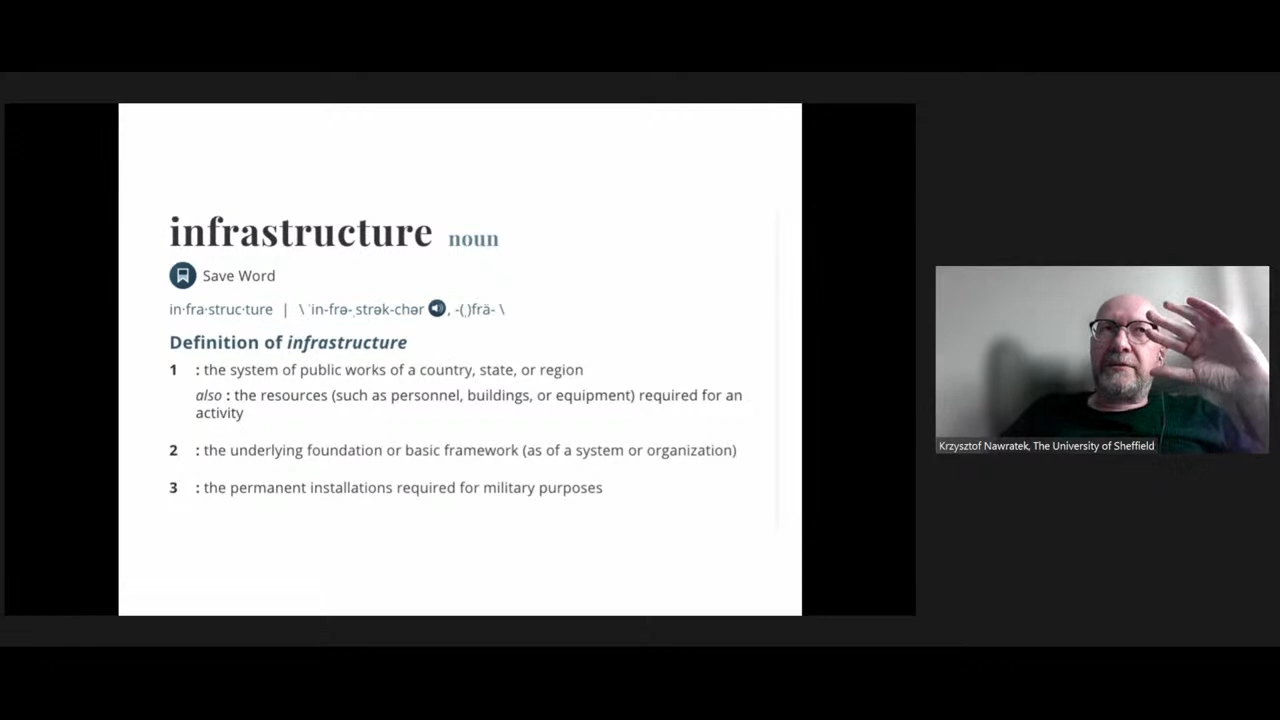 infrastructure noun
Save Word
in·fra·struc·ture | \ ˈin-frə-ˌstrək-chər , -(ˌ)frä- \
Definition of infrastructure
1 : the system of public works of a country, state, or region
also : the resources (such as personnel, buildings, or equipment) required for an
activity
2 : the underlying foundation or basic framework (as of a system or organization)
3 : the permanent installations required for military purposes
Krzysztof Nawratek, The University of Sheffield